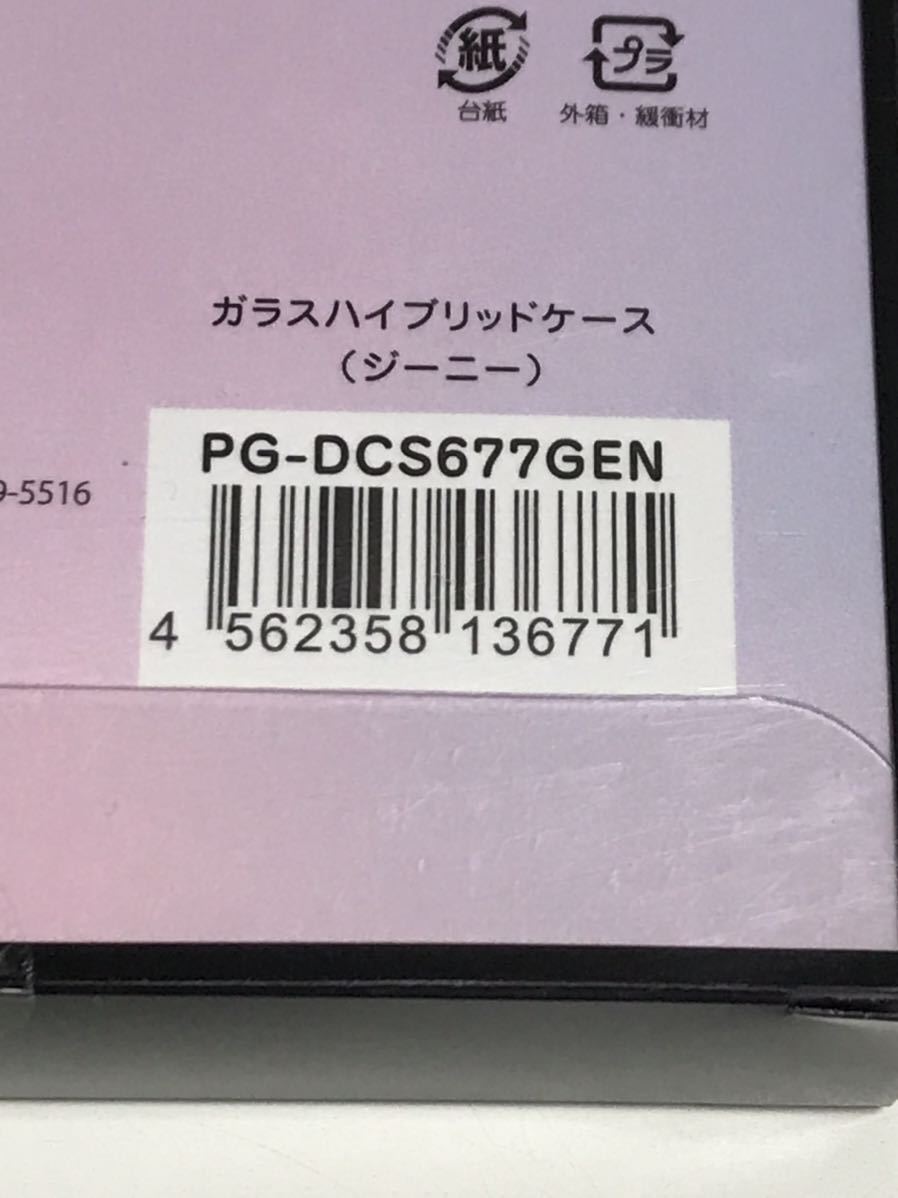 紙 プラ
台紙 外箱・緩衝材
ガラスハイブリッドケース
（ジーニー）
PG-DCS677GEN
9-5516
4 562358 136771